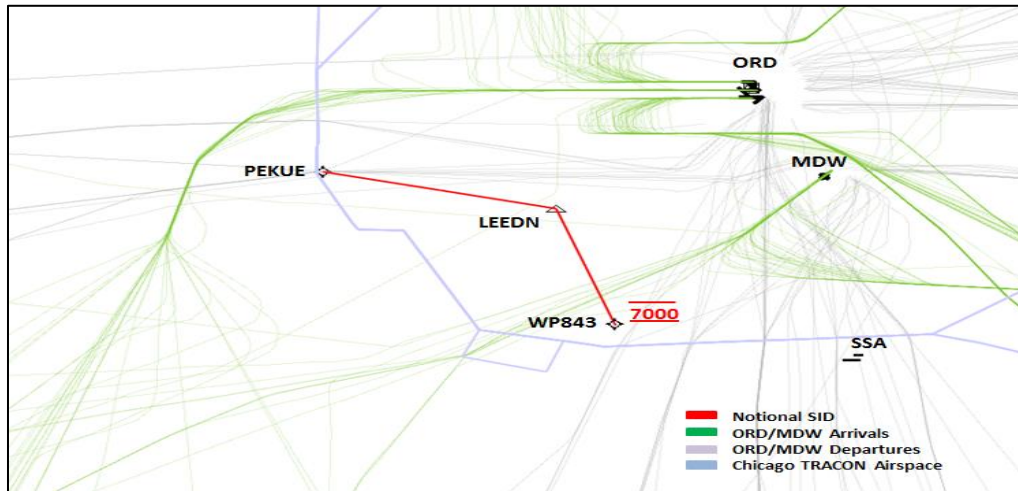 ORD
MDW
PEKUE
LEEDN
WP843
7000
SSA
Notional SID
ORD/MDW Arrivals
ORD/MDW Departures
Chicago TRACON Airspace